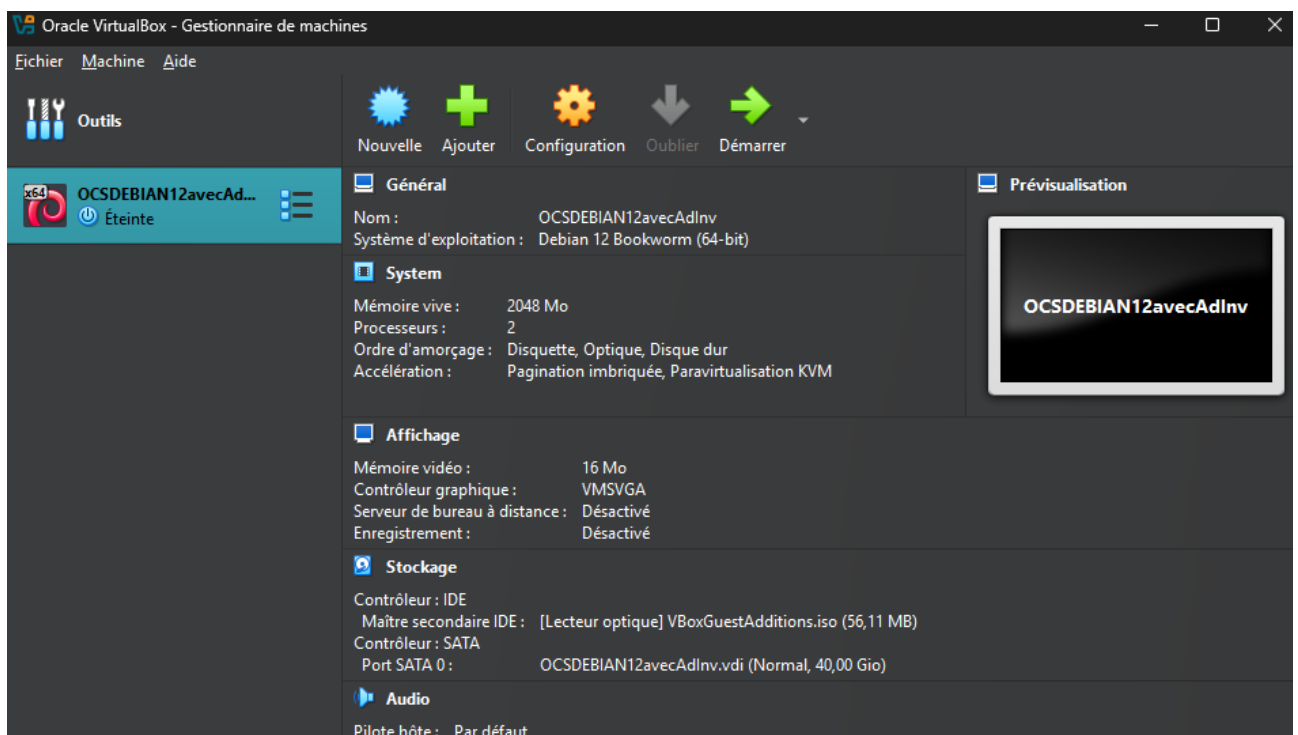 Oracle VirtualBox - Gestionnaire de machines
Fichier Machine Aide
Outils
Nouvelle Ajouter Configuration Oublier Démarrer
x64
OCSDEBIAN12avecAd...
Éteinte
Général
Nom : OCSDEBIAN12avecAdInv
Système d'exploitation : Debian 12 Bookworm (64-bit)
Prévisualisation
OCSDEBIAN12avecAdInv
System
Mémoire vive : 2048 Mo
Processeurs : 2
Ordre d'amorçage : Disquette, Optique, Disque dur
Accélération : Pagination imbriquée, Paravirtualisation KVM
Affichage
Mémoire vidéo : 16 Mo
Contrôleur graphique : VMSVGA
Serveur de bureau à distance : Désactivé
Enregistrement : Désactivé
Stockage
Contrôleur : IDE
Maître secondaire IDE : [Lecteur optique] VBoxGuestAdditions.iso (56,11 MB)
Contrôleur : SATA
Port SATA 0 : OCSDEBIAN12avecAdInv.vdi (Normal, 40,00 Gio)
Audio
Pilote hôte : Par défaut